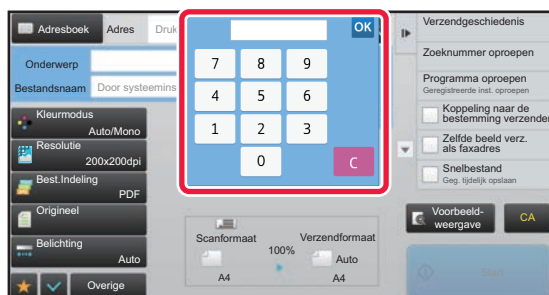 Adresboek
Adres
Druk
Onderwerp
Bestandsnaam
Door systeemins
Kleurmodus
Auto/Mono
Resolutie
200x200dpi
Best.Indeling
PDF
Origineel
Belichting
Auto
Overige
OK
7 8 9
4 5 6
1 2 3
0 C
Scanformaat
100%
Verzendformaat
Auto
A4
A4
Verzendgeschiedenis
Zoeknummer oproepen
Programma oproepen
Geregistreerde inst. oproepen
Koppeling naar de
bestemming verzenden
Zelfde beeld verz.
als faxadres
Snelbestand
Geg. tijdelijk opslaan
Voorbeeld-
weergave
CA
Start